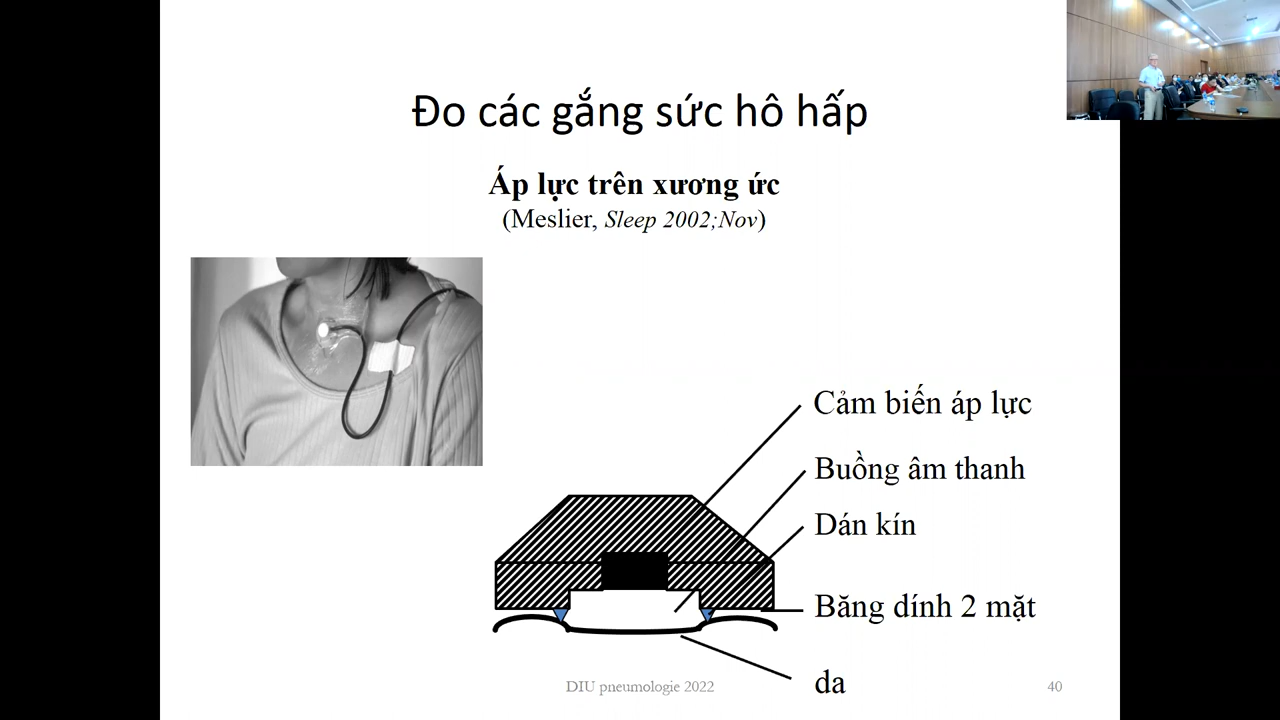 Đo các gắng sức hô hấp
Áp lực trên xương ức
(Meslier, Sleep 2002;Nov)
Cảm biến áp lực
Buồng âm thanh
Dán kín
Băng dính 2 mặt
da
DIU pneumologie 2022
40